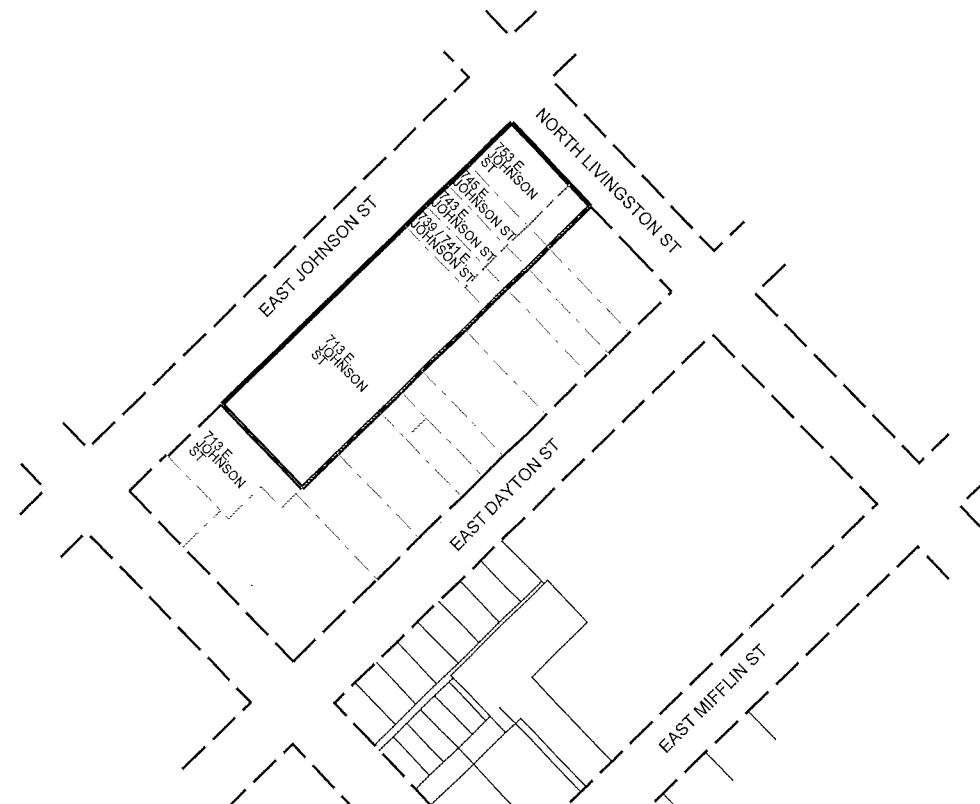 NORTH LIVINGSTON ST
753 E.
JOHNSON
ST
745 E.
JOHNSON ST
743 E.
JOHNSON ST
739 / 741 E.
JOHNSON ST
EAST JOHNSON ST
713 E.
JOHNSON
ST
713 E.
JOHNSON
ST
EAST DAYTON ST
EAST MIFFLIN ST